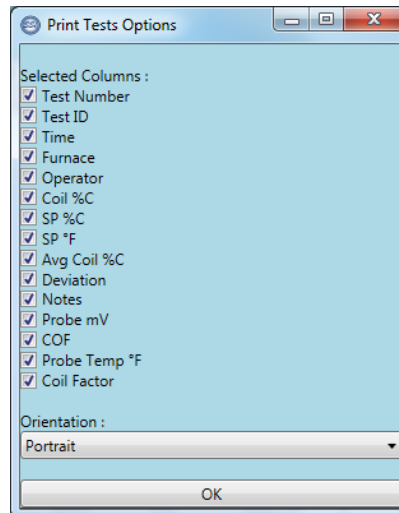 Print Tests Options
Selected Columns :
Test Number
Test ID
Time
Furnace
Operator
Coil %C
SP %C
SP °F
Avg Coil %C
Deviation
Notes
Probe mV
COF
Probe Temp °F
Coil Factor
Orientation :
Portrait
OK